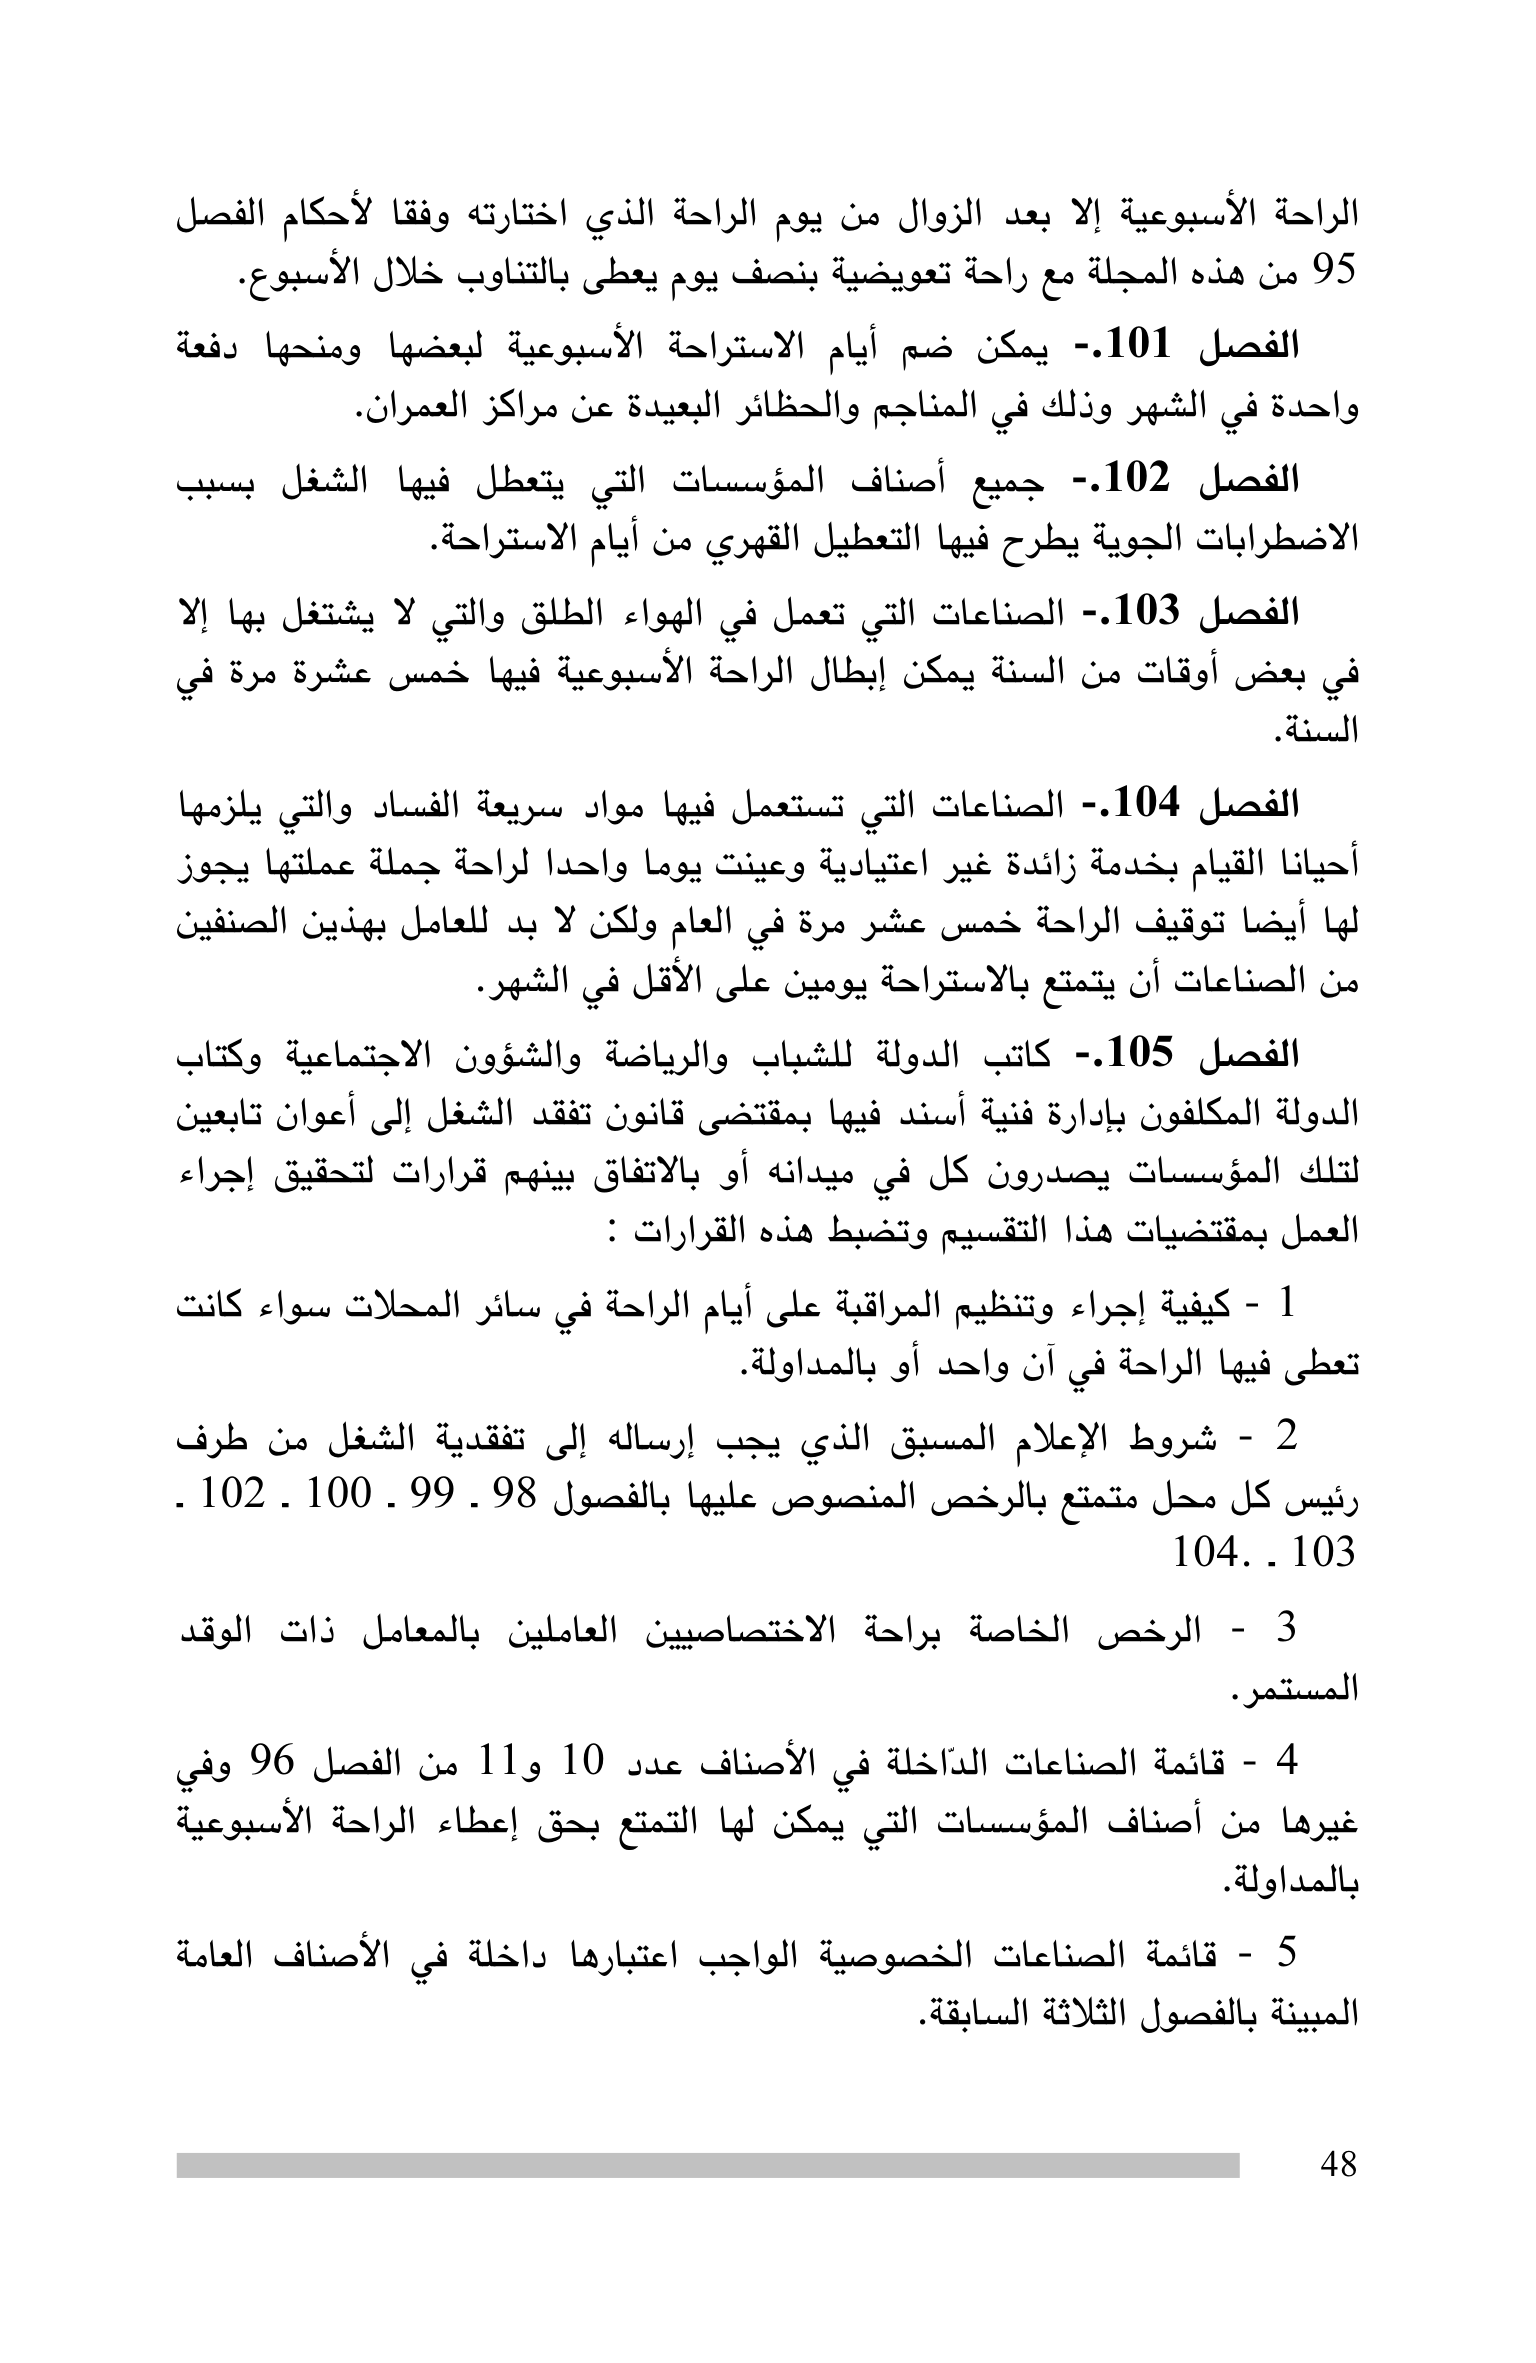 الراحة الأسبوعية إلا بعد الزوال من يوم الراحة الذي اختارته وفقا لأحكام الفصل
95 من هذه المجلة مع راحة تعويضية بنصف يوم يعطى بالتناوب خلال الأسبوع.
الفصل 101.- يمكن ضم أيام الاستراحة الأسبوعية لبعضها ومنحها دفعة
واحدة في الشهر وذلك في المناجم والحظائر البعيدة عن مراكز العمران.
الفصل 102.- جميع أصناف المؤسسات التي يتعطل فيها الشغل بسبب
الاضطرابات الجوية يطرح فيها التعطيل القهري من أيام الاستراحة.
الفصل 103.- الصناعات التي تعمل في الهواء الطلق والتي لا يشتغل بها إلا
في بعض أوقات من السنة يمكن إبطال الراحة الأسبوعية فيها خمس عشرة مرة في
السنة.
الفصل 104.- الصناعات التي تستعمل فيها مواد سريعة الفساد والتي يلزمها
أحيانا القيام بخدمة زائدة غير اعتيادية وعينت يوما واحدا لراحة جملة عملتها يجوز
لها أيضا توقيف الراحة خمس عشر مرة في العام ولكن لا بد للعامل بهذين الصنفين
من الصناعات أن يتمتع بالاستراحة يومين على الأقل في الشهر.
الفصل 105.- كاتب الدولة للشباب والرياضة والشؤون الاجتماعية وكتاب
الدولة المكلفون بإدارة فنية أسند فيها بمقتضى قانون تفقد الشغل إلى أعوان تابعين
لتلك المؤسسات يصدرون كل في ميدانه أو بالاتفاق بينهم قرارات لتحقيق إجراء
العمل بمقتضيات هذا التقسيم وتضبط هذه القرارات :
1 - كيفية إجراء وتنظيم المراقبة على أيام الراحة في سائر المحلات سواء كانت
تعطى فيها الراحة في آن واحد أو بالمداولة.
2 - شروط الإعلام المسبق الذي يجب إرساله إلى تفقدية الشغل من طرف
رئيس كل محل متمتع بالرخص المنصوص عليها بالفصول 98 ـ 99 ـ 100 ـ 102 ـ
103 ـ .104
3 - الرخص الخاصة براحة الاختصاصيين العاملين بالمعامل ذات الوقد
المستمر.
4 - قائمة الصناعات الدّاخلة في الأصناف عدد 10 و11 من الفصل 96 وفي
غيرها من أصناف المؤسسات التي يمكن لها التمتع بحق إعطاء الراحة الأسبوعية
بالمداولة.
5 - قائمة الصناعات الخصوصية الواجب اعتبارها داخلة في الأصناف العامة
المبينة بالفصول الثلاثة السابقة.
48